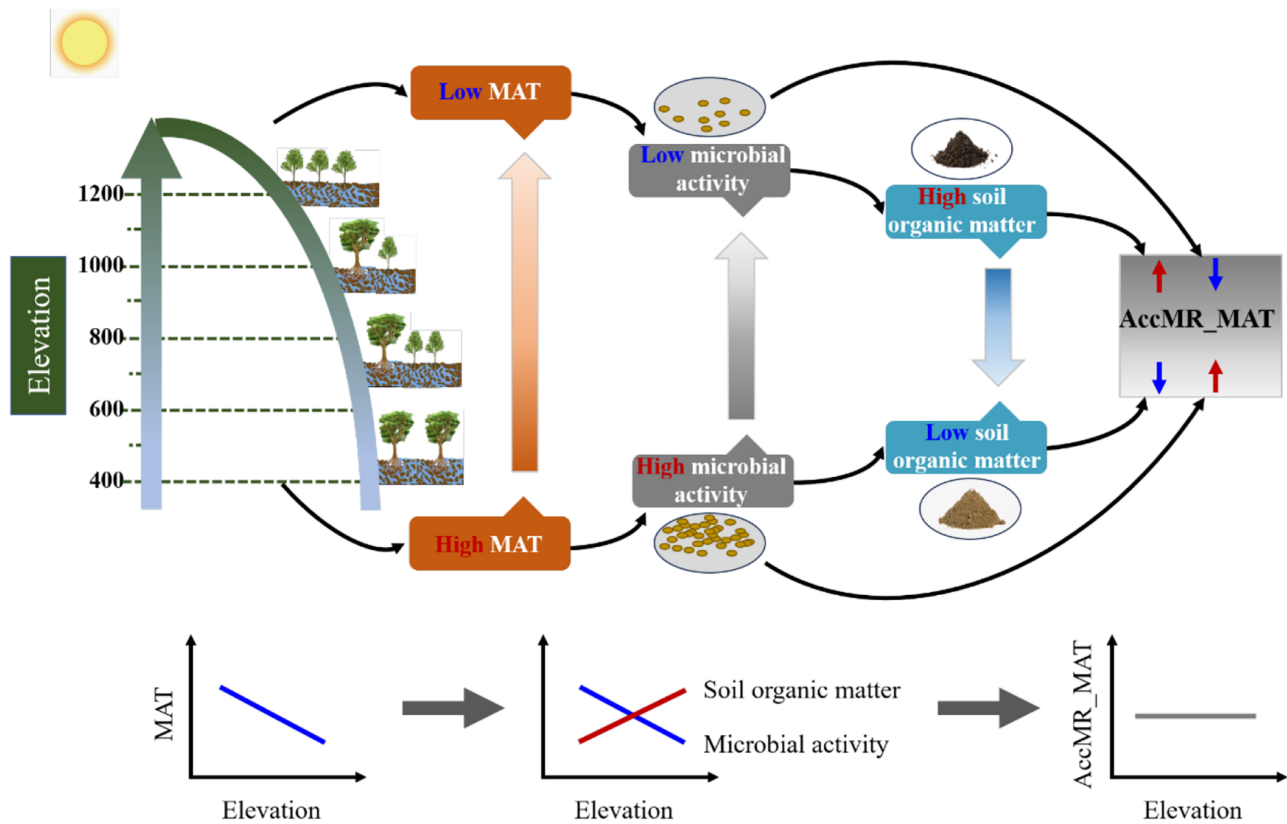 Low MAT
Low microbial
activity
High soil
organic matter
1200
1000
800
600
400
Elevation
AccMR_MAT
High MAT
High microbial
activity
Low soil
organic matter
MAT
Elevation
Soil organic matter
Microbial activity
Elevation
AccMR_MAT
Elevation